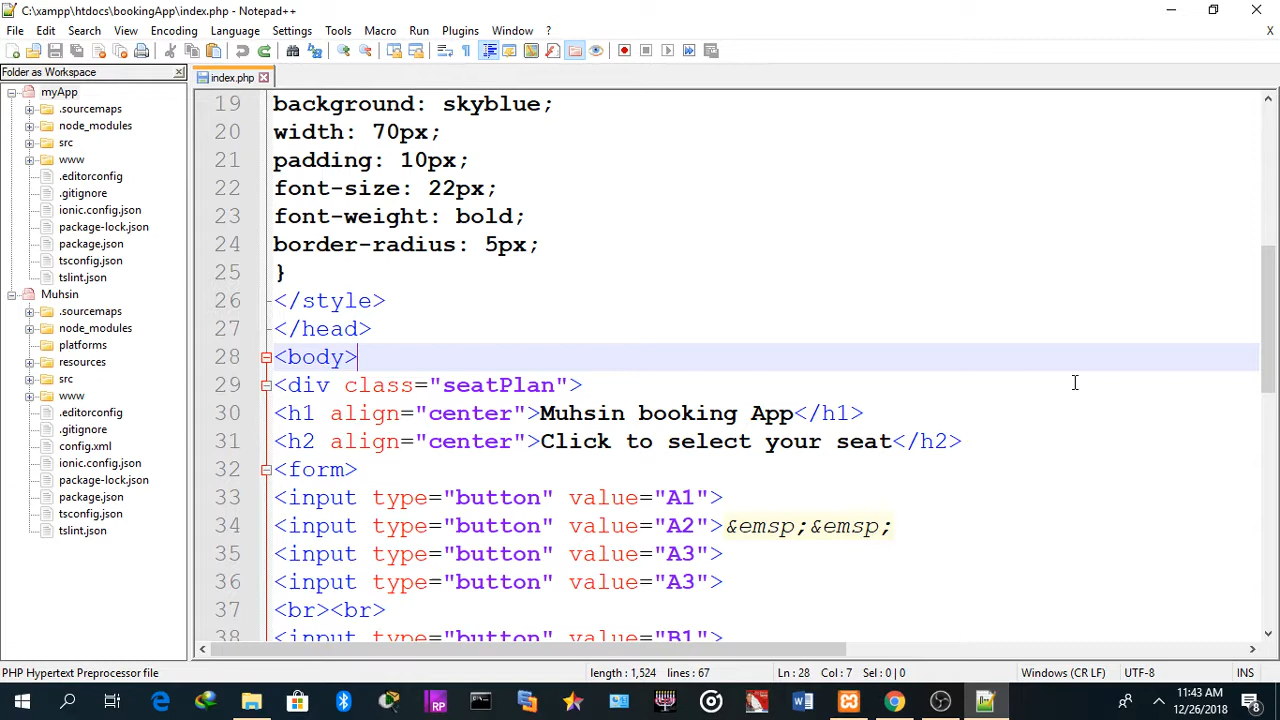 C:\xampp\htdocs\bookingApp\index.php - Notepad++
File Edit Search View Encoding Language Settings Tools Macro Run Plugins Window ? X
Folder as Workspace
myApp
.sourcemaps
node_modules
src
www
.editorconfig
.gitignore
ionic.config.json
package-lock.json
package.json
tsconfig.json
tslint.json
Muhsin
.sourcemaps
node_modules
platforms
resources
src
www
.editorconfig
.gitignore
config.xml
ionic.config.json
package-lock.json
package.json
tsconfig.json
tslint.json
index.php
19 background: skyblue;
20 width: 70px;
21 padding: 10px;
22 font-size: 22px;
23 font-weight: bold;
24 border-radius: 5px;
25 }
26 </style>
27 </head>
28 <body>
29 <div class="seatPlan">
30 <h1 align="center">Muhsin booking App</h1>
31 <h2 align="center">Click to select your seat</h2>
32 <form>
33 <input type="button" value="A1">
34 <input type="button" value="A2">&emsp;&emsp;
35 <input type="button" value="A3">
36 <input type="button" value="A3">
37 <br><br>
38 <input type="button" value="B1">
PHP Hypertext Preprocessor file length : 1,524 lines : 67 Ln : 28 Col : 7 Sel : 0 | 0 Windows (CR LF) UTF-8 INS
RP
11:43 AM
12/26/2018
8